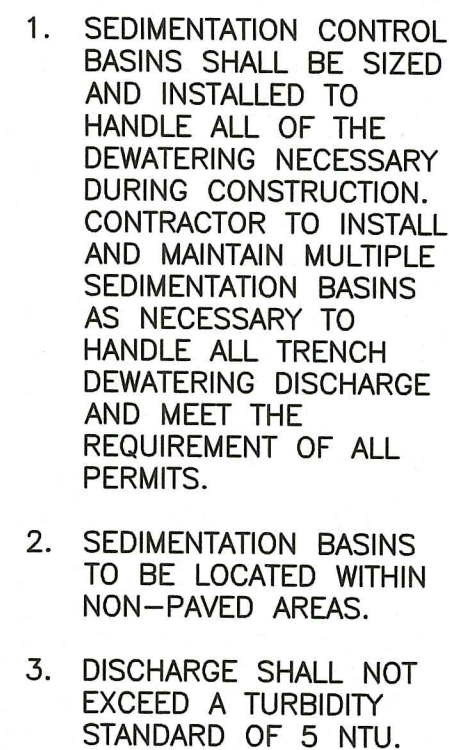 1. SEDIMENTATION CONTROL
BASINS SHALL BE SIZED
AND INSTALLED TO
HANDLE ALL OF THE
DEWATERING NECESSARY
DURING CONSTRUCTION.
CONTRACTOR TO INSTALL
AND MAINTAIN MULTIPLE
SEDIMENTATION BASINS
AS NECESSARY TO
HANDLE ALL TRENCH
DEWATERING DISCHARGE
AND MEET THE
REQUIREMENT OF ALL
PERMITS.
2. SEDIMENTATION BASINS
TO BE LOCATED WITHIN
NON-PAVED AREAS.
3. DISCHARGE SHALL NOT
EXCEED A TURBIDITY
STANDARD OF 5 NTU.